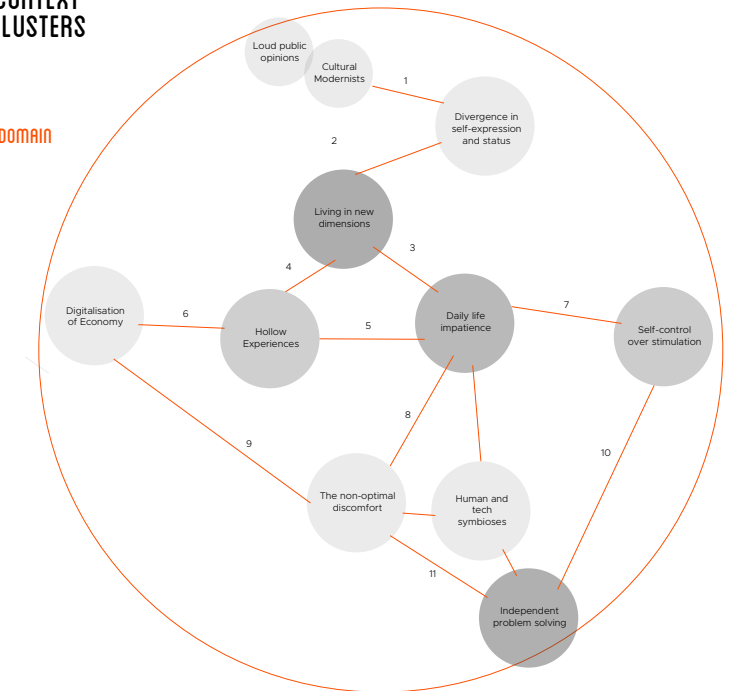 CONTEXT
LUSTERS
DOMAIN
Loud public
opinions
Cultural
Modernists
1
Divergence in
self-expression
and status
2
Living in new
dimensions
3
4
Digitalisation
of Economy
6
Hollow
Experiences
5
Daily life
impatience
7
Self-control
over stimulation
8
9
10
The non-optimal
discomfort
Human and
tech
symbioses
11
Independent
problem solving